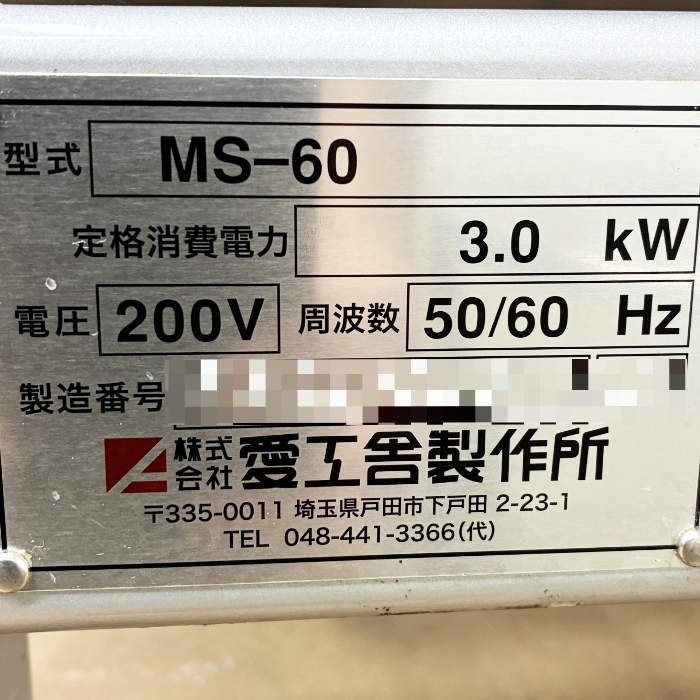 型式 MS-60
定格消費電力 3.0 kW
電圧 200V 周波数 50/60 Hz
製造番号
株式会社 愛工舎製作所
〒335-0011 埼玉県戸田市下戸田 2-23-1
TEL 048-441-3366(代)